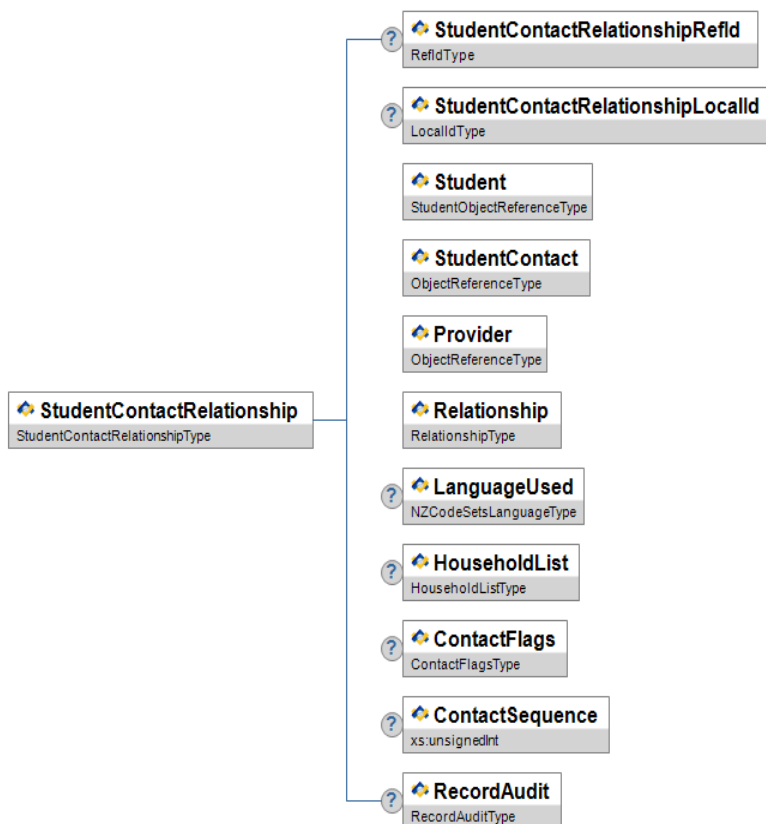 ?
StudentContactRelationshipRefId
RefIdType
?
StudentContactRelationshipLocalId
LocalIdType
Student
StudentObjectReferenceType
StudentContact
ObjectReferenceType
Provider
ObjectReferenceType
StudentContactRelationship
StudentContactRelationshipType
Relationship
RelationshipType
?
LanguageUsed
NZCodeSetsLanguageType
?
HouseholdList
HouseholdListType
?
ContactFlags
ContactFlagsType
?
ContactSequence
xs:unsignedInt
?
RecordAudit
RecordAuditType